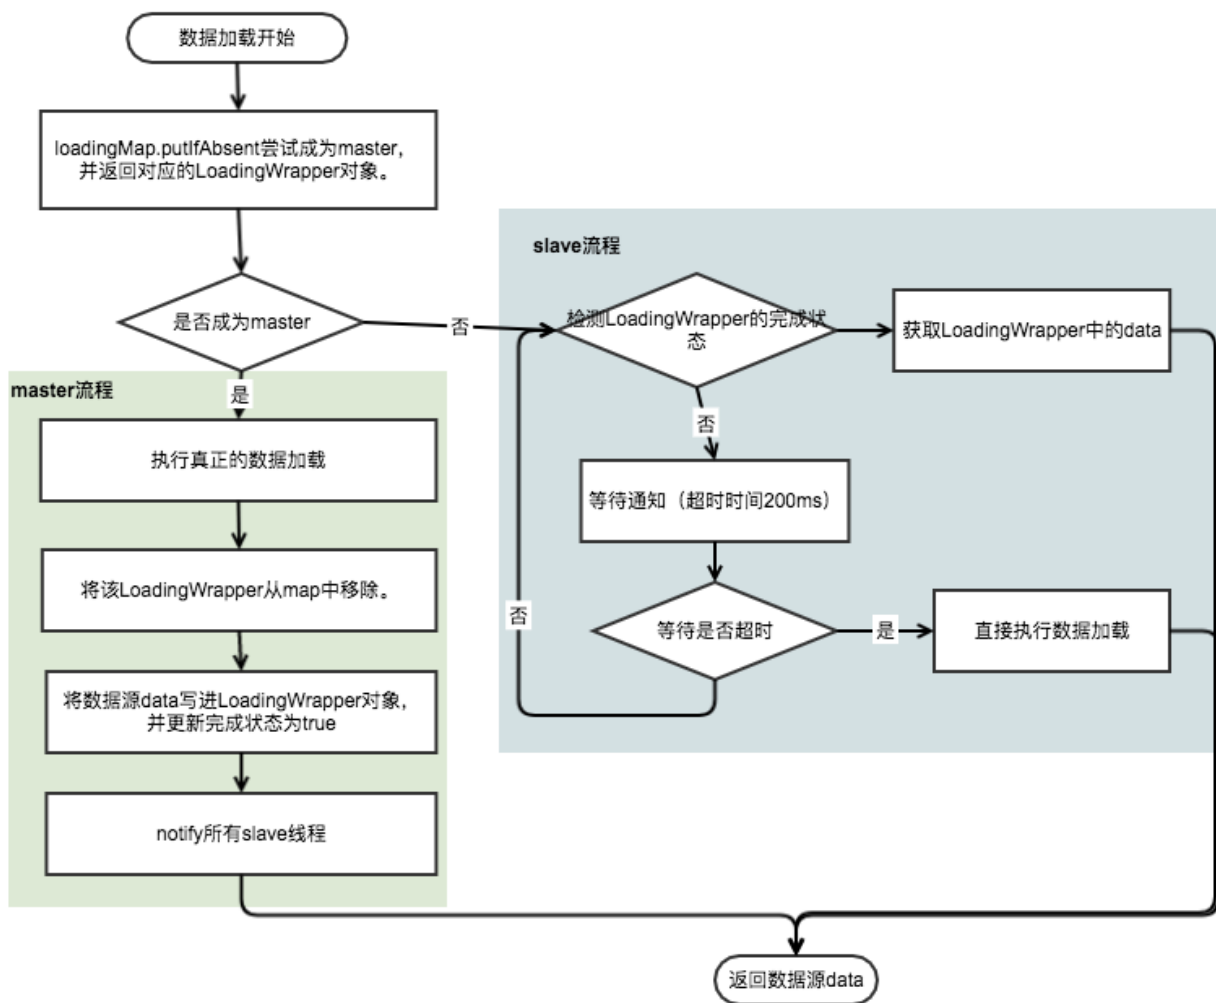 数据加载开始
loadingMap.putIfAbsent尝试成为master，
并返回对应的LoadingWrapper对象。
是否成为master
否
是
master流程
执行真正的数据加载
将该LoadingWrapper从map中移除。
将数据源data写进LoadingWrapper对象，
并更新完成状态为true
notify所有slave线程
slave流程
检测LoadingWrapper的完成状
态
获取LoadingWrapper中的data
否
等待通知（超时时间200ms）
等待是否超时
否
是
直接执行数据加载
返回数据源data